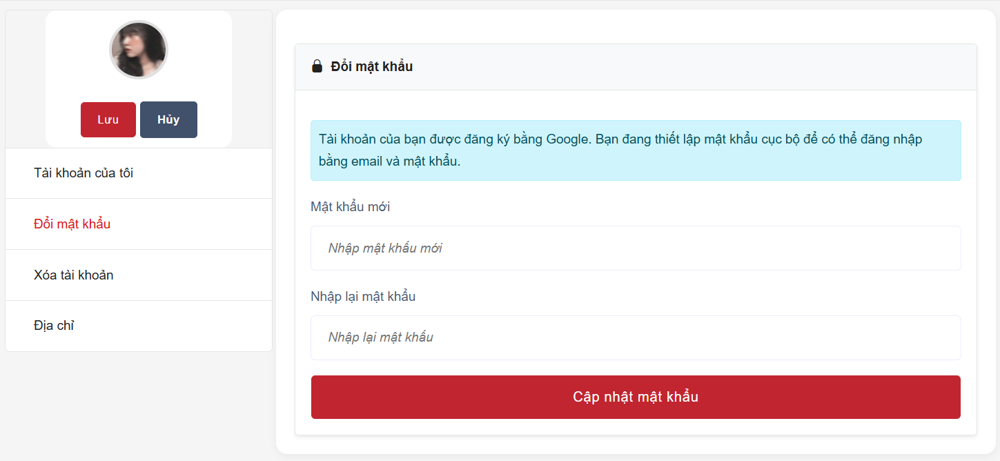 Lưu
Hủy
Tài khoản của tôi
Đổi mật khẩu
Xóa tài khoản
Địa chỉ
Đổi mật khẩu
Tài khoản của bạn được đăng ký bằng Google. Bạn đang thiết lập mật khẩu cục bộ để có thể đăng nhập
bằng email và mật khẩu.
Mật khẩu mới
Nhập mật khẩu mới
Nhập lại mật khẩu
Nhập lại mật khẩu
Cập nhật mật khẩu